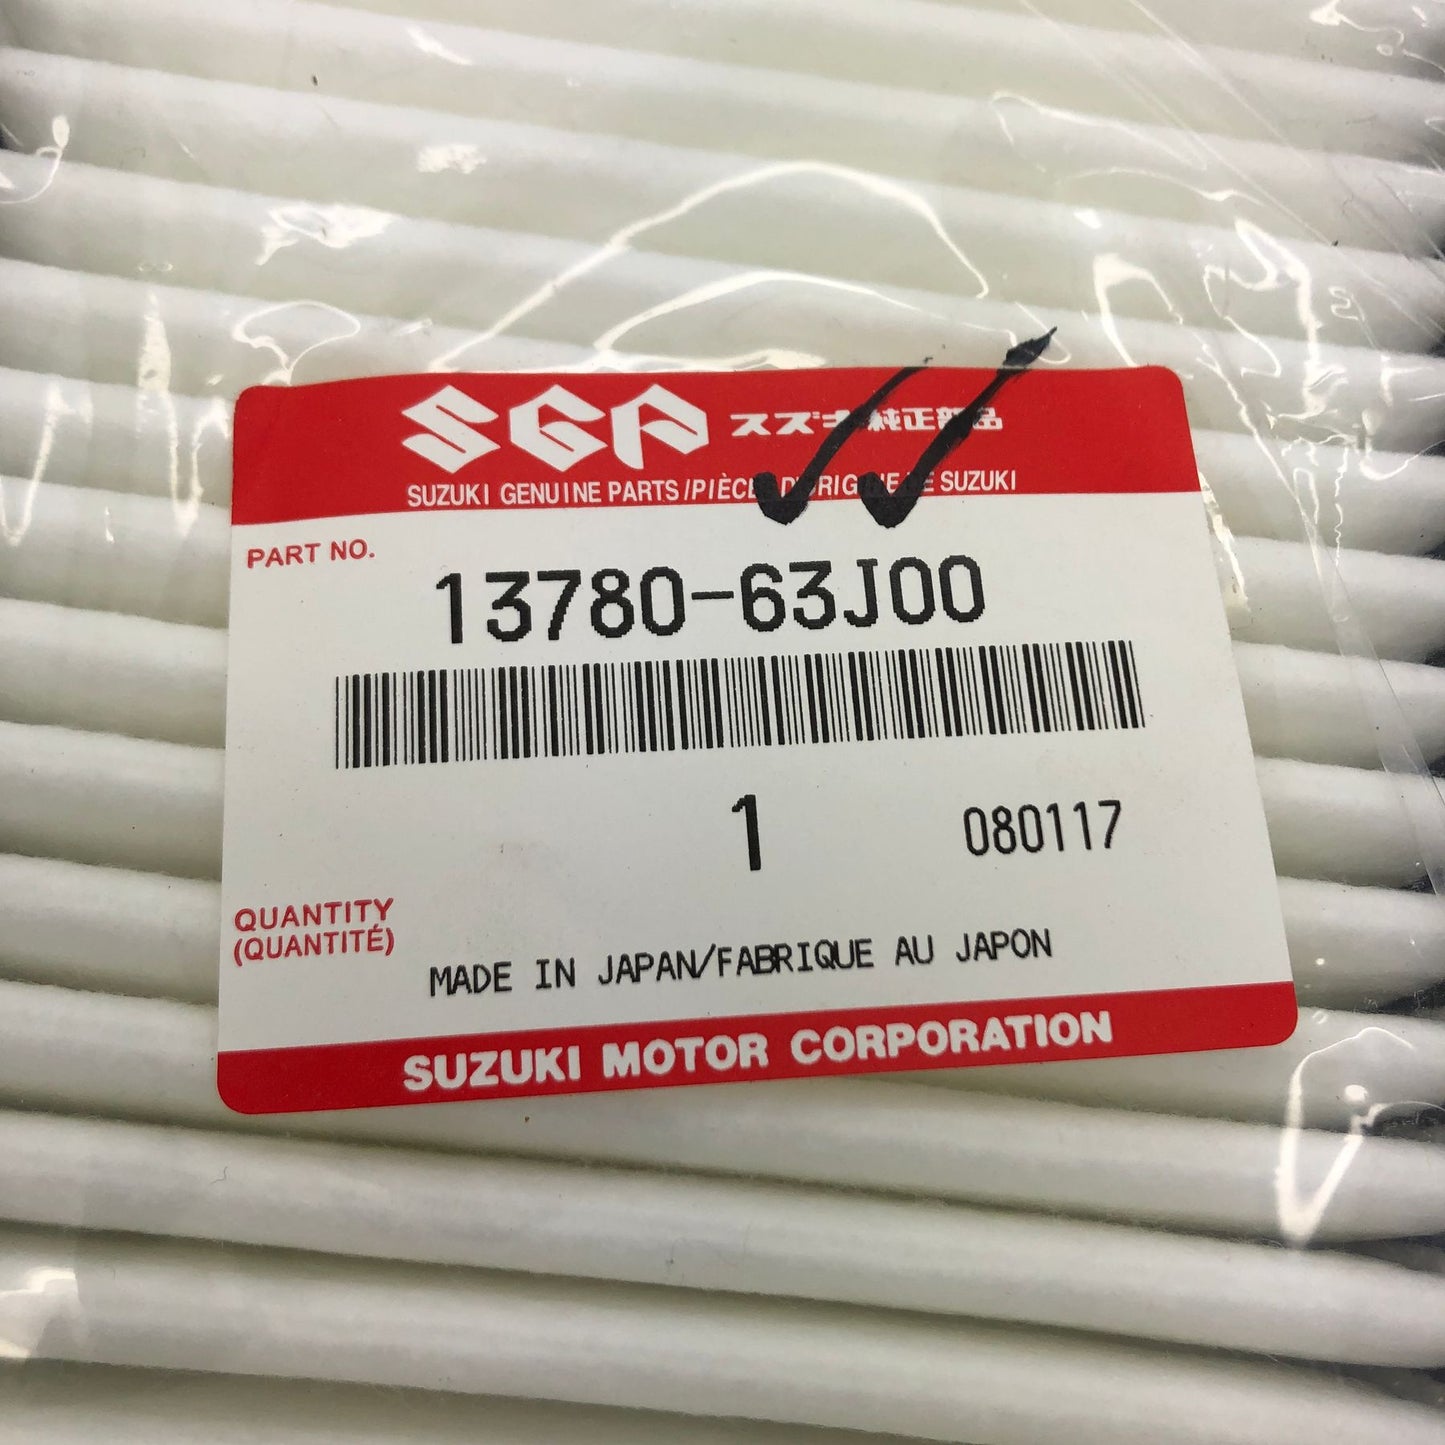 SGP スズキ純正部品
SUZUKI GENUINE PARTS/PIÈCES D'ORIGINE DE SUZUKI
PART NO.
13780-63J00
1 080117
QUANTITY
(QUANTITÉ)
MADE IN JAPAN/FABRIQUE AU JAPON
SUZUKI MOTOR CORPORATION